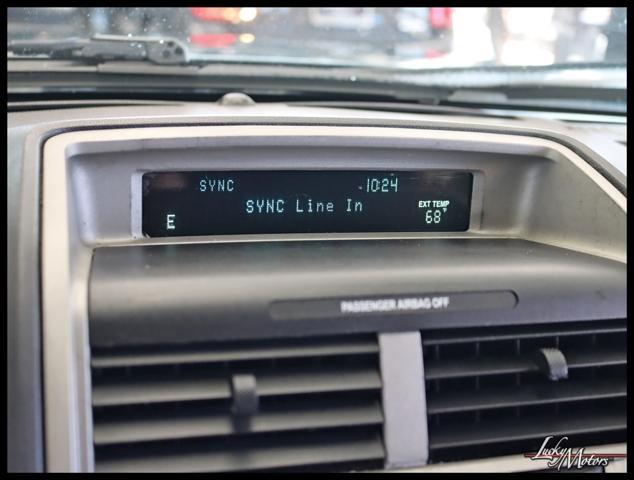 SYNC 10:24
SYNC Line In
E
EXT TEMP
68°
PASSENGER AIRBAG OFF
Lucky
Motors